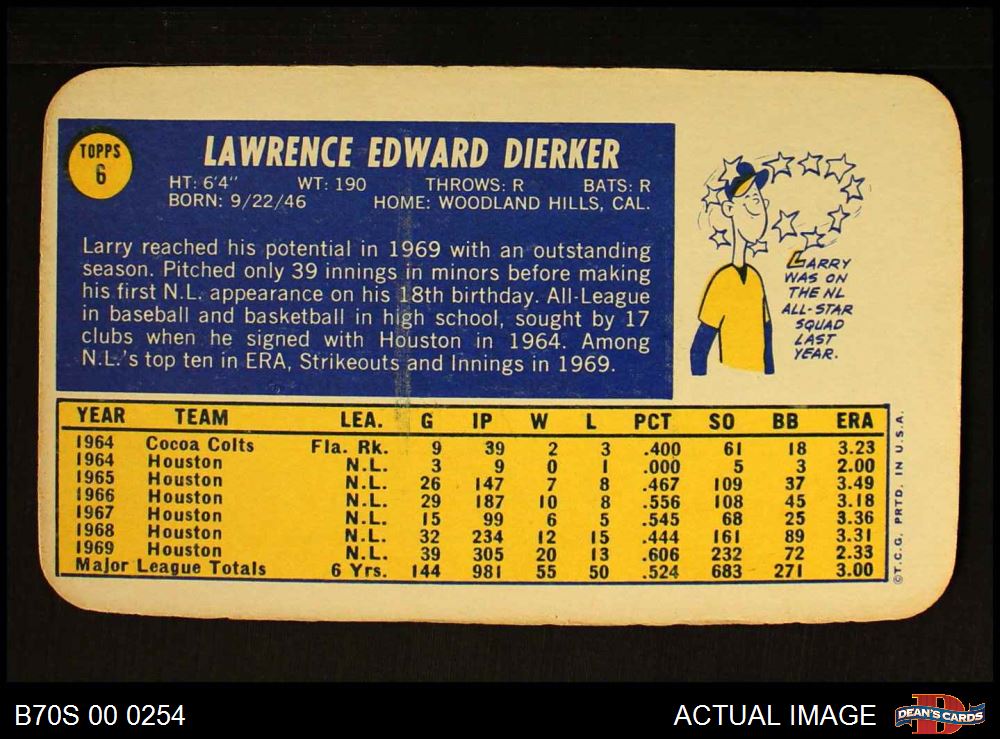 TOPPS
6
LAWRENCE EDWARD DIERKER
HT: 6'4" WT: 190 THROWS: R BATS: R
BORN: 9/22/46 HOME: WOODLAND HILLS, CAL.
Larry reached his potential in 1969 with an outstanding
season. Pitched only 39 innings in minors before making
his first N.L. appearance on his 18th birthday. All-League
in baseball and basketball in high school, sought by 17
clubs when he signed with Houston in 1964. Among
N.L.'s top ten in ERA, Strikeouts and Innings in 1969.
LARRY
WAS ON
THE NL
ALL-STAR
SQUAD
LAST
YEAR.
YEAR TEAM LEA. G IP W L PCT SO BB ERA
1964 Cocoa Colts Fla. Rk. 9 39 2 3 .400 61 18 3.23
1964 Houston N.L. 3 9 0 1 .000 5 3 2.00
1965 Houston N.L. 26 147 7 8 .467 109 37 3.49
1966 Houston N.L. 29 187 10 8 .556 108 45 3.18
1967 Houston N.L. 15 99 6 5 .545 68 25 3.36
1968 Houston N.L. 32 234 12 15 .444 161 89 3.31
1969 Houston N.L. 39 305 20 13 .606 232 72 2.33
Major League Totals 6 Yrs. 144 981 55 50 .524 683 271 3.00
©T.C.G. PRTD. IN U.S.A.
B70S 00 0254
ACTUAL IMAGE
D
DEAN'S CARDS